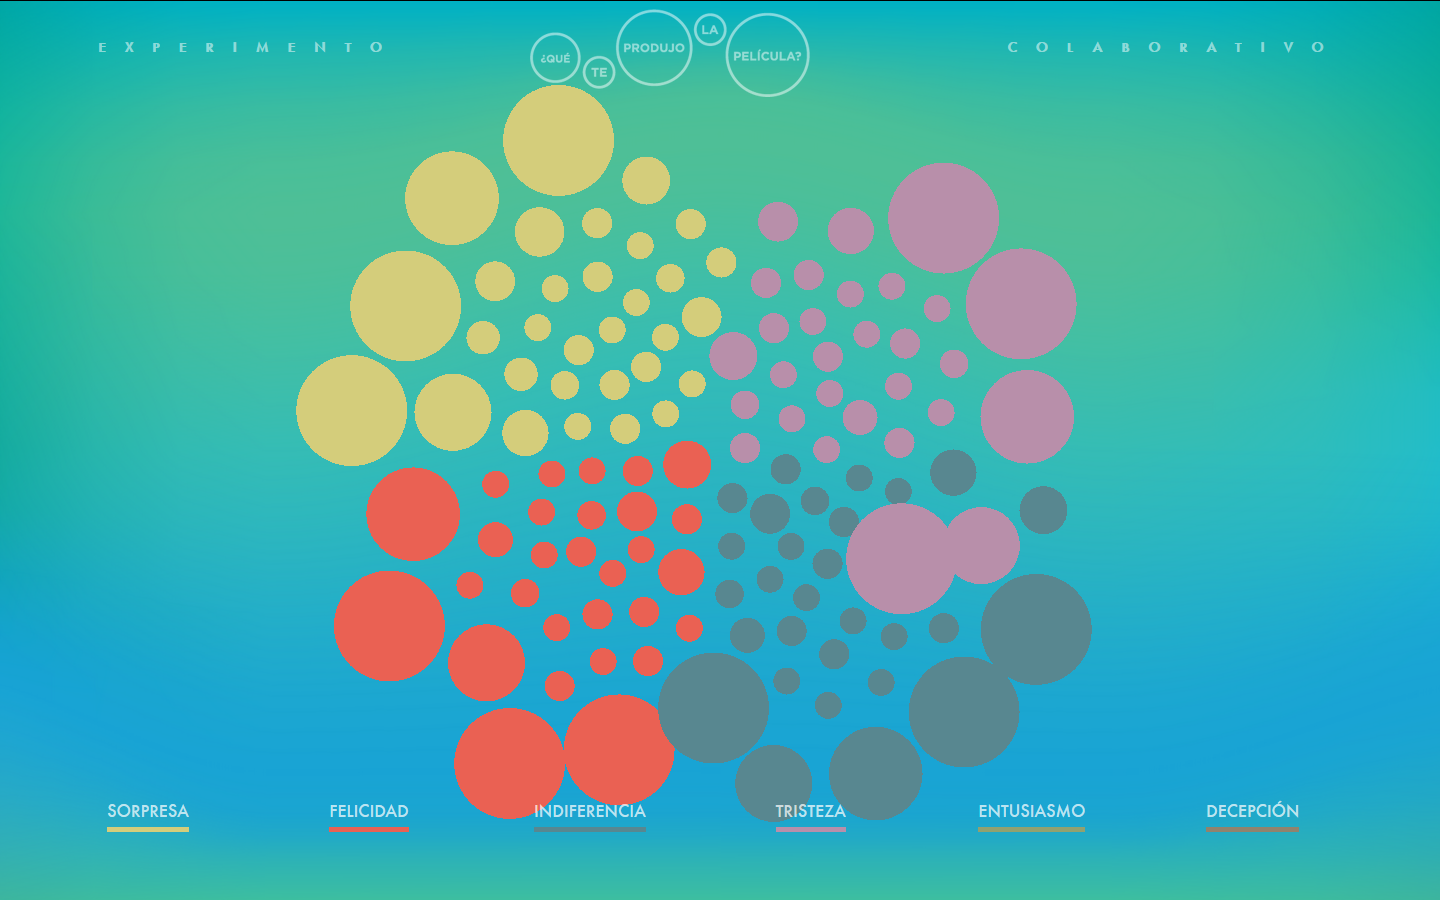 EXPERIMENTO
¿QUÉ
TE
PRODUJO
LA
PELÍCULA?
COLABORATIVO
SORPRESA
FELICIDAD
INDIFERENCIA
TRISTEZA
ENTUSIASMO
DECEPCIÓN